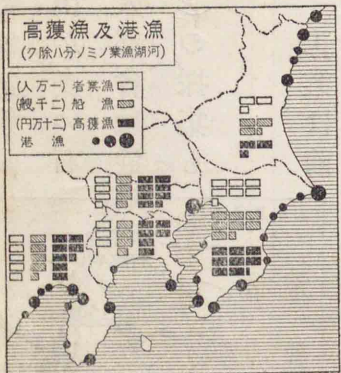 漁港及漁獲高
(河湖漁業ノミノ分ハ除ク)
漁業者(一万人)
漁船(二千艘)
漁獲高(二十万円)
漁港